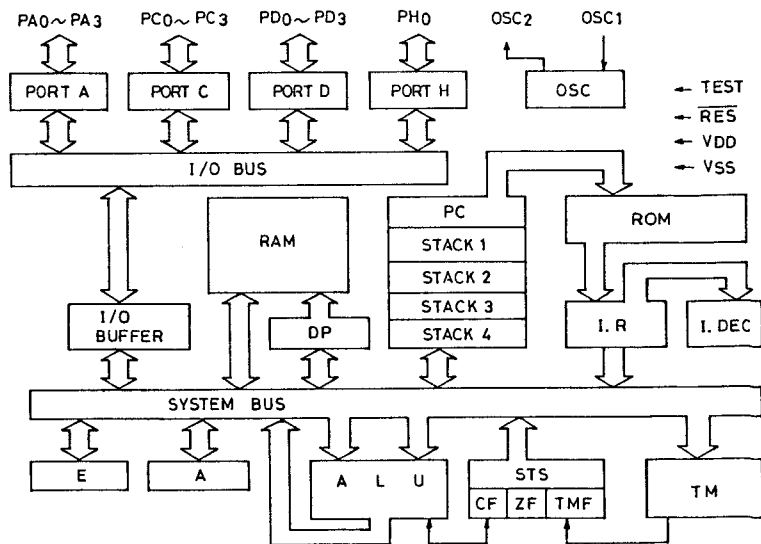 PA0~PA3 PC0~PC3 PD0~PD3 PH0 OSC2 OSC1
PORT A PORT C PORT D PORT H OSC
TEST
RES
VDD
VSS
I/O BUS
RAM
PC
STACK 1
STACK 2
STACK 3
STACK 4
ROM
I/O
BUFFER
DP
I.R
I.DEC
SYSTEM BUS
E A
A L U
STS
CF ZF TMF
TM